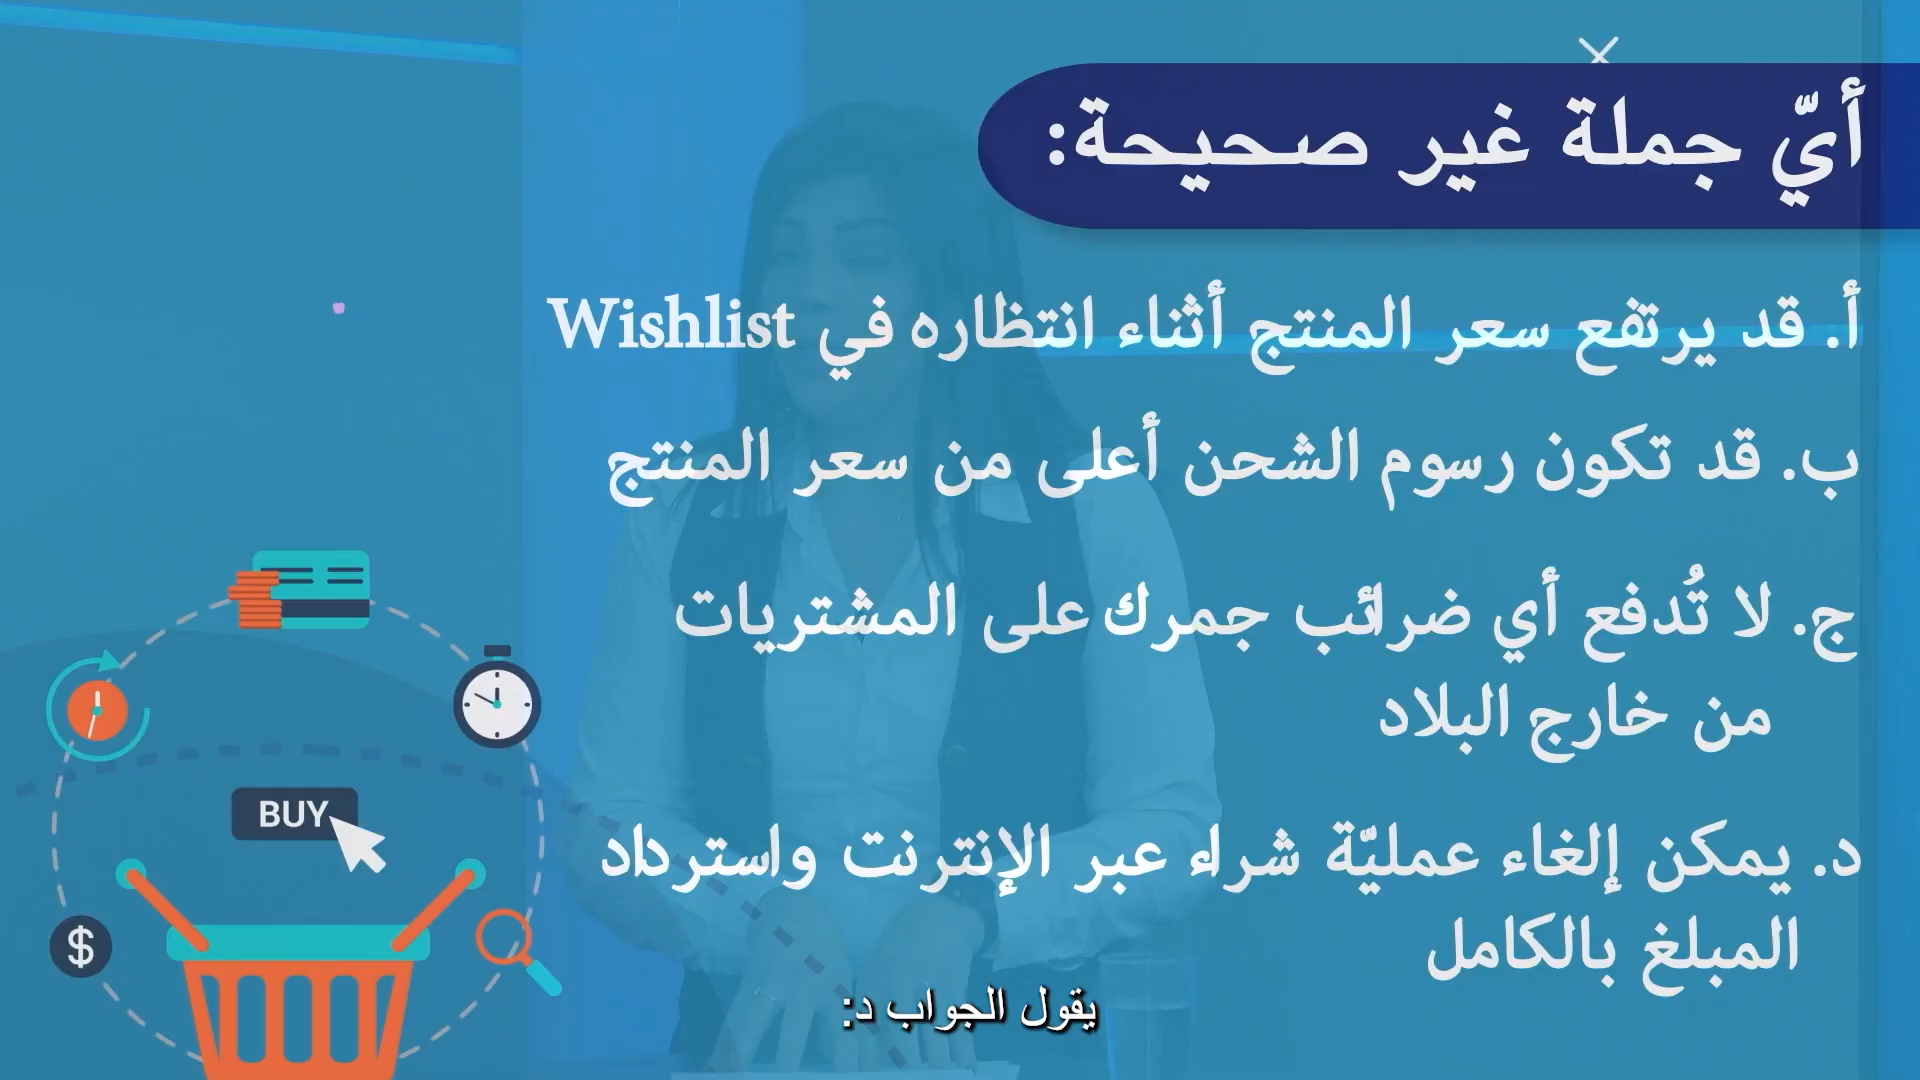 أيّ جملة غير صحيحة:
أ. قد يرتفع سعر المنتج أثناء انتظاره في Wishlist
ب. قد تكون رسوم الشحن أعلى من سعر المنتج
ج. لا تُدفع أي ضرائب جمرك على المشتريات
من خارج البلاد
د. يمكن إلغاء عمليّة شراء عبر الإنترنت واسترداد
المبلغ بالكامل
BUY
$
يقول الجواب د: